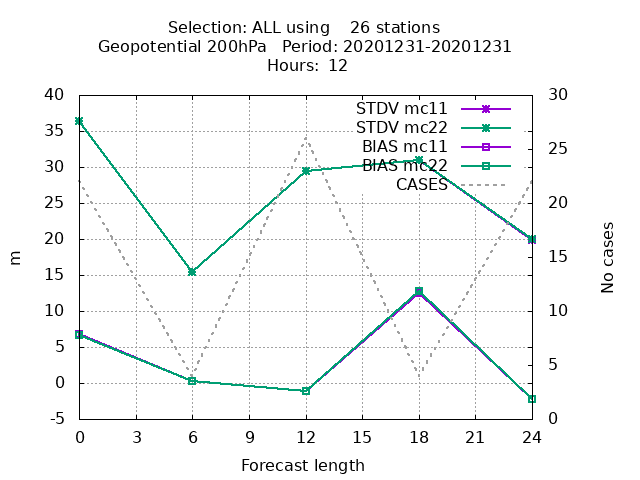 Selection: ALL using    26 stations
Geopotential 200hPa   Period: 20201231-20201231
Hours:  12
40
35
30
25
20
15
10
5
0
-5
m
STDV mc11
STDV mc22
BIAS mc11
BIAS mc22
CASES
30
25
20
15
10
5
0
No cases
0 3 6 9 12 15 18 21 24
Forecast length